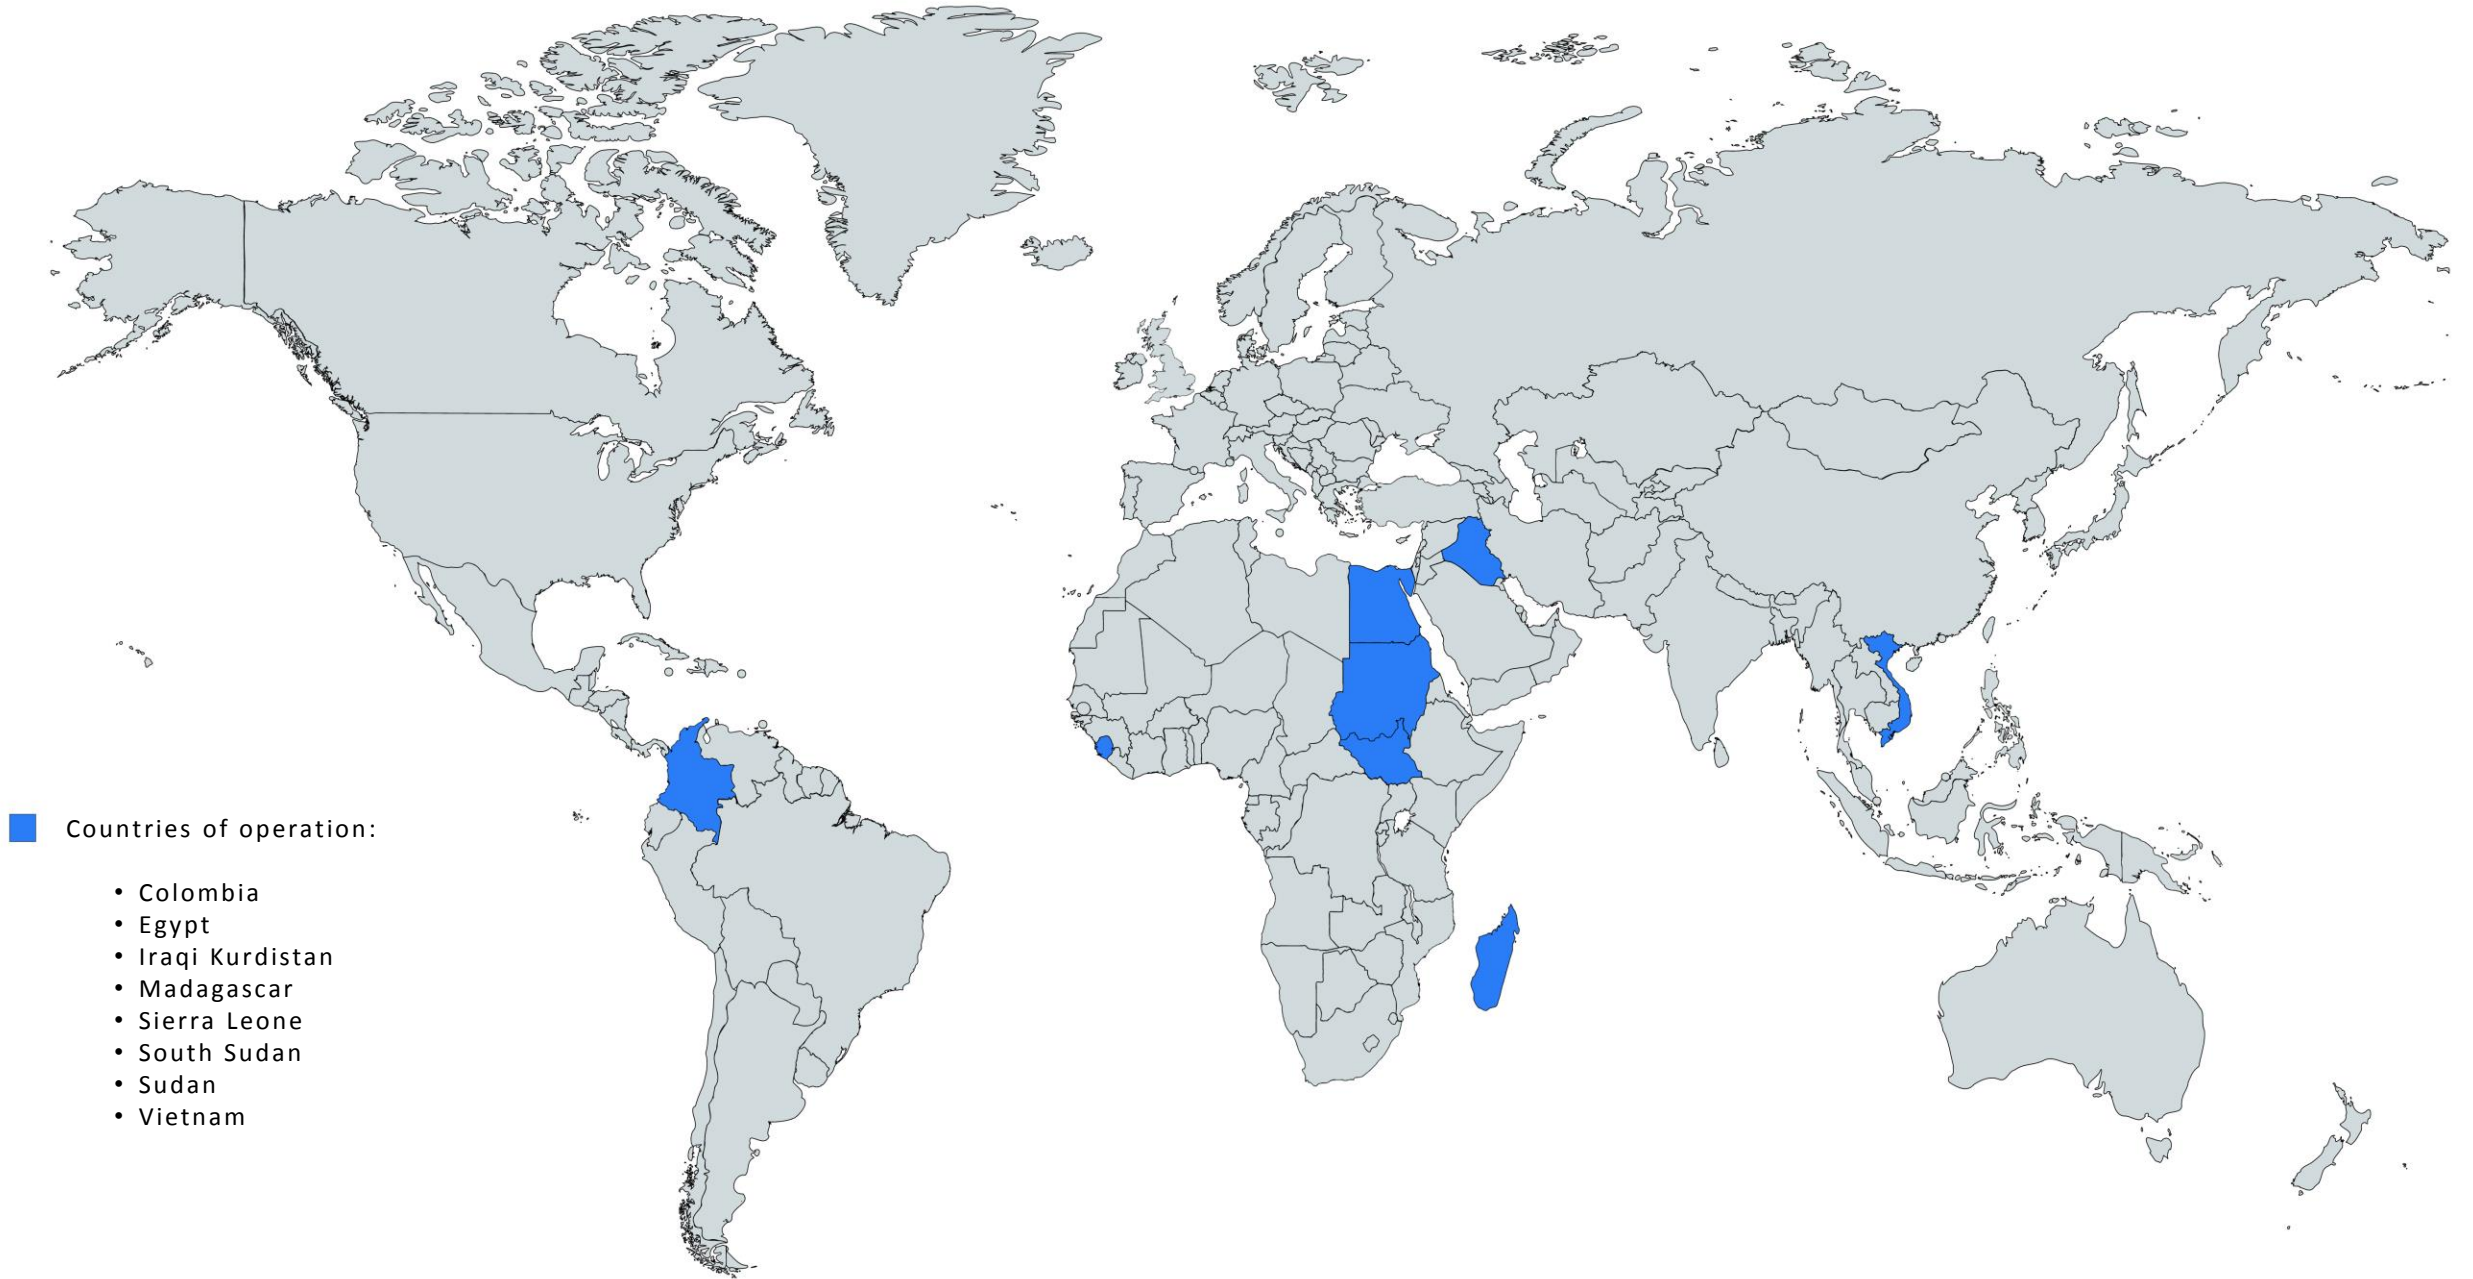 Countries of operation:
• Colombia
• Egypt
• Iraqi Kurdistan
• Madagascar
• Sierra Leone
• South Sudan
• Sudan
• Vietnam